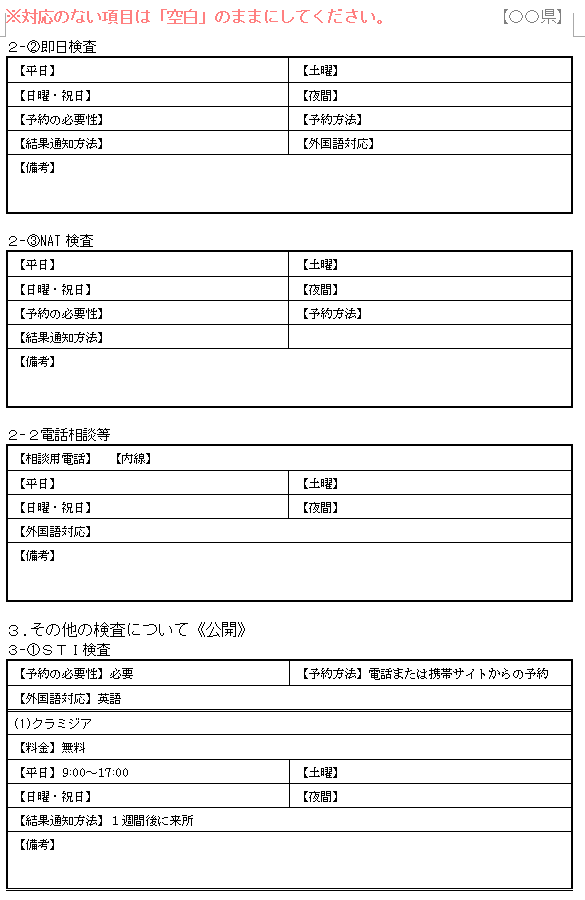 ※対応のない項目は「空白」のままにしてください。 【○○県】
２-②即日検査
【平日】 【土曜】
【日曜・祝日】 【夜間】
【予約の必要性】 【予約方法】
【結果通知方法】 【外国語対応】
【備考】
２-③NAT 検査
【平日】 【土曜】
【日曜・祝日】 【夜間】
【予約の必要性】 【予約方法】
【結果通知方法】
【備考】
２-２電話相談等
【相談用電話】 【内線】
【平日】 【土曜】
【日曜・祝日】 【夜間】
【外国語対応】
【備考】
３.その他の検査について《公開》
３-①ＳＴＩ検査
【予約の必要性】必要 【予約方法】電話または携帯サイトからの予約
【外国語対応】英語
(1)クラミジア
【料金】無料
【平日】9:00～17:00 【土曜】
【日曜・祝日】 【夜間】
【結果通知方法】１週間後に来所
【備考】